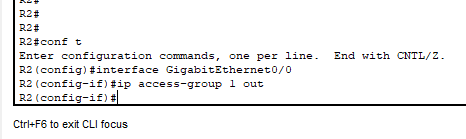 R2#
R2#
R2#
R2#conf t
Enter configuration commands, one per line.  End with CNTL/Z.
R2(config)#interface GigabitEthernet0/0
R2(config-if)#ip access-group 1 out
R2(config-if)#
Ctrl+F6 to exit CLI focus